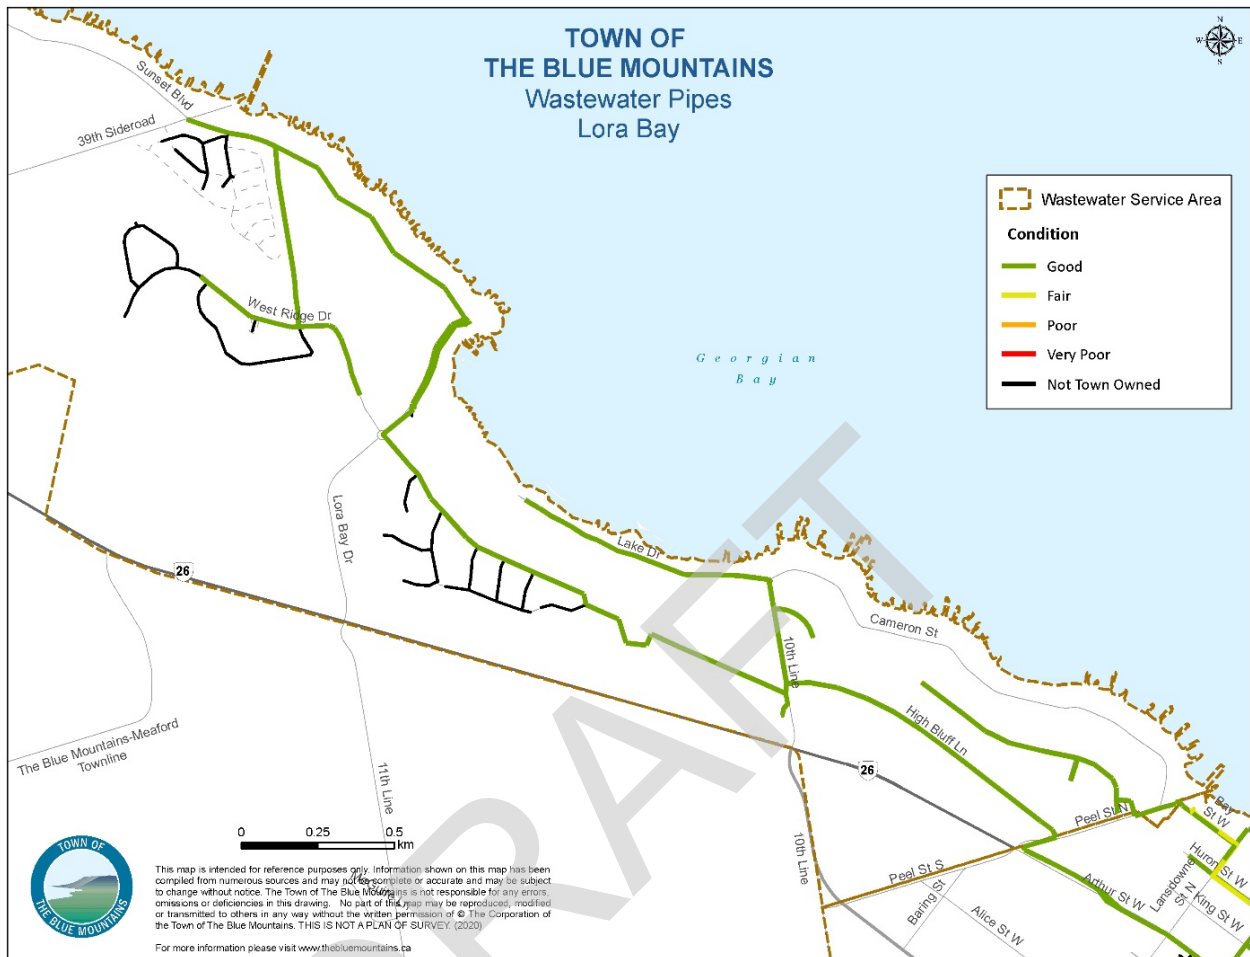 TOWN OF
THE BLUE MOUNTAINS
Wastewater Pipes
Lora Bay
N
W E
S
Sunset Blvd
39th Sideroad
Wastewater Service Area
Condition
Good
Fair
Poor
Very Poor
Not Town Owned
West Ridge Dr
Georgian
Bay
Lora Bay Dr
Lake Dr
26
Cameron St
10th Line
High Bluff Ln
The Blue Mountains-Meaford
Townline
11th Line
26
10th Line
Peel St N
Bay
St W
Huron St W
Peel St S
Baring St
Alice St W
Arthur St W
Lansdowne
St N
King St W
0 0.25 0.5
km
TOWN OF
THE BLUE MOUNTAINS
This map is intended for reference purposes only. Information shown on this map has been
compiled from numerous sources and may not be complete or accurate and may be subject
to change without notice. The Town of The Blue Mountains is not responsible for any errors,
omissions or deficiencies in this drawing. No part of this map may be reproduced, modified
or transmitted to others in any way without the written permission of © The Corporation of
the Town of The Blue Mountains. THIS IS NOT A PLAN OF SURVEY. (2020)
For more information please visit www.thebluemountains.ca
DRAFT